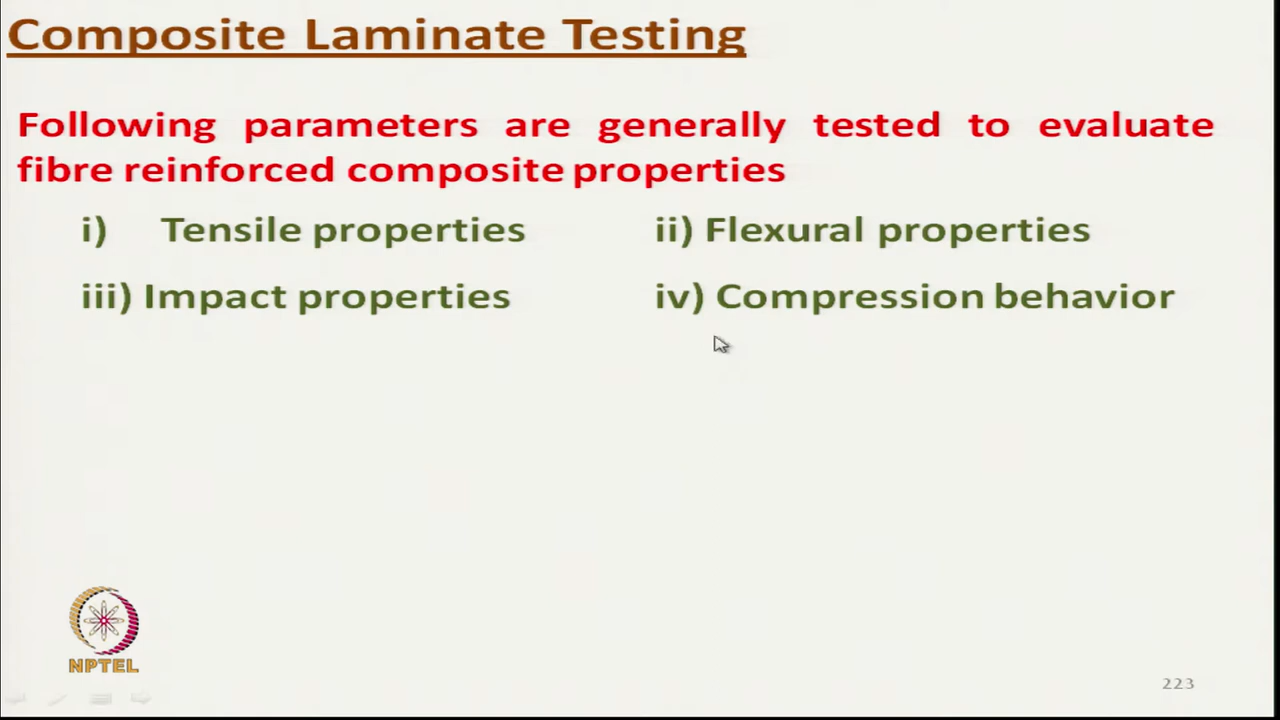 Composite Laminate Testing
Following parameters are generally tested to evaluate
fibre reinforced composite properties
i) Tensile properties
ii) Flexural properties
iii) Impact properties
iv) Compression behavior
NPTEL
223